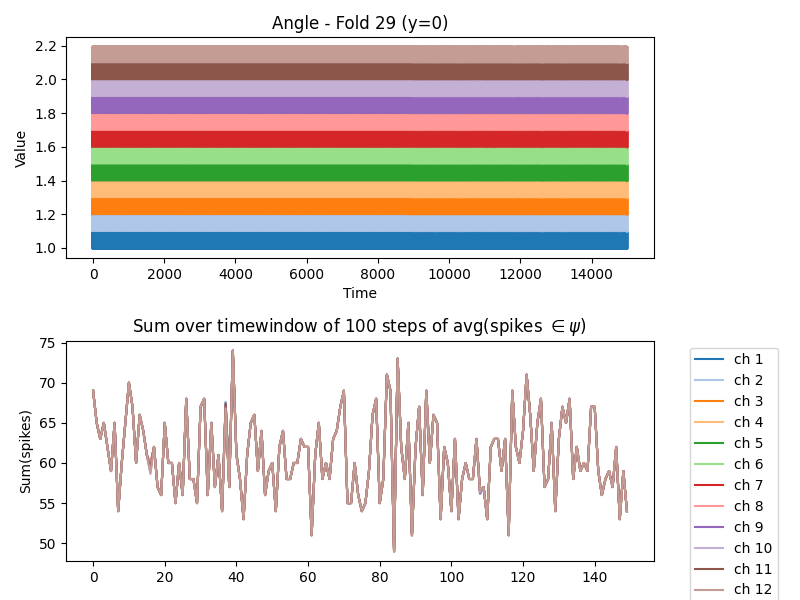 Angle - Fold 29 (y=0)
2.2
2.0
1.8
1.6
1.4
1.2
1.0
Value
0 2000 4000 6000 8000 10000 12000 14000
Time
Sum over timewindow of 100 steps of avg(spikes ∈ ψ)
75
70
65
60
55
50
Sum(spikes)
0 20 40 60 80 100 120 140
ch 1
ch 2
ch 3
ch 4
ch 5
ch 6
ch 7
ch 8
ch 9
ch 10
ch 11
ch 12